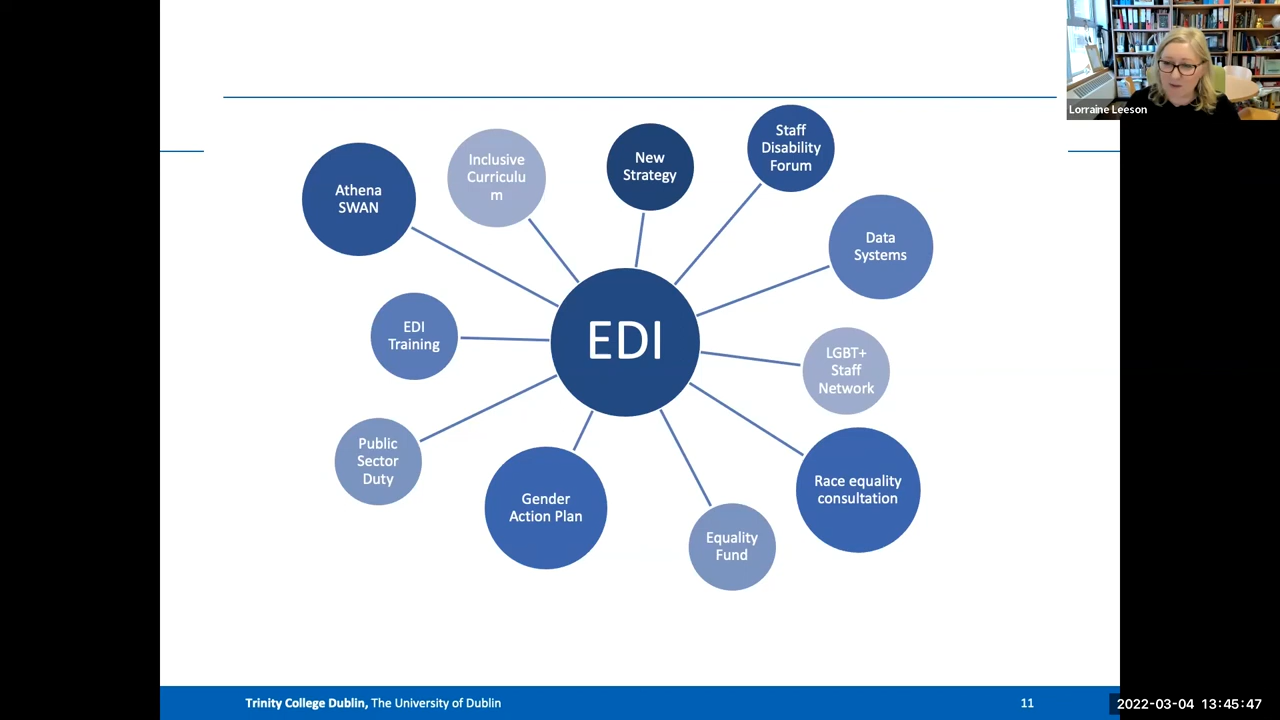 Lorraine Leeson
Athena
SWAN
Inclusive
Curriculu
m
New
Strategy
Staff
Disability
Forum
Data
Systems
EDI
Training
EDI
LGBT+
Staff
Network
Public
Sector
Duty
Gender
Action Plan
Equality
Fund
Race equality
consultation
Trinity College Dublin, The University of Dublin
11
2022-03-04 13:45:47